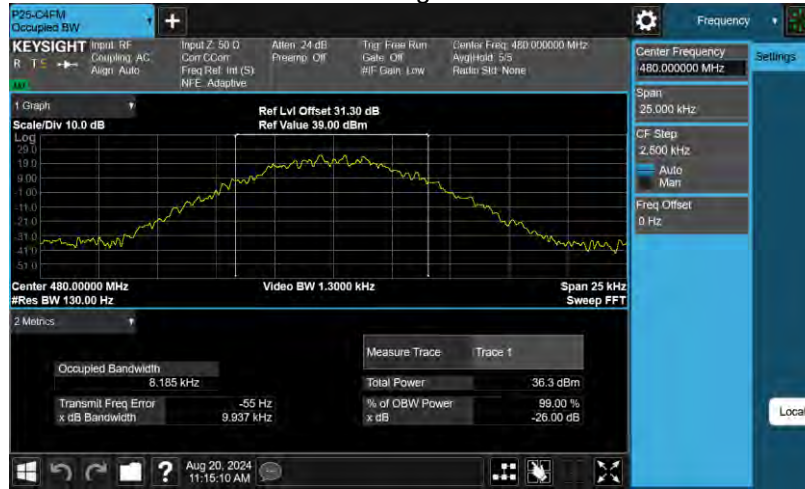 P25-C4FM
Occupied BW
Frequency
KEYSIGHT
R T S
Input: RF
Coupling: AC
Align: Auto
Input Z: 50 Ω
Corr CCorr
Freq Ref: Int (S)
NFE: Adaptive
Atten: 24 dB
Preamp: Off
Trig: Free Run
Gate: Off
#IF Gain: Low
Center Freq: 480.000000 MHz
Avg|Hold: 5/5
Radio Std: None
Center Frequency
480.000000 MHz
Settings
Span
25.000 kHz
CF Step
2.500 kHz
Auto
Man
Freq Offset
0 Hz
1 Graph
Scale/Div 10.0 dB
Ref Lvl Offset 31.30 dB
Ref Value 39.00 dBm
Log
29.0
19.0
9.00
-1.00
-11.0
-21.0
-31.0
-41.0
-51.0
Center 480.00000 MHz
#Res BW 130.00 Hz
Video BW 1.3000 kHz
Span 25 kHz
Sweep FFT
2 Metrics
Measure Trace Trace 1
Occupied Bandwidth
8.185 kHz
Total Power 36.3 dBm
Transmit Freq Error -55 Hz
% of OBW Power 99.00 %
x dB Bandwidth 9.937 kHz
x dB -26.00 dB
Local
?
Aug 20, 2024
11:15:10 AM